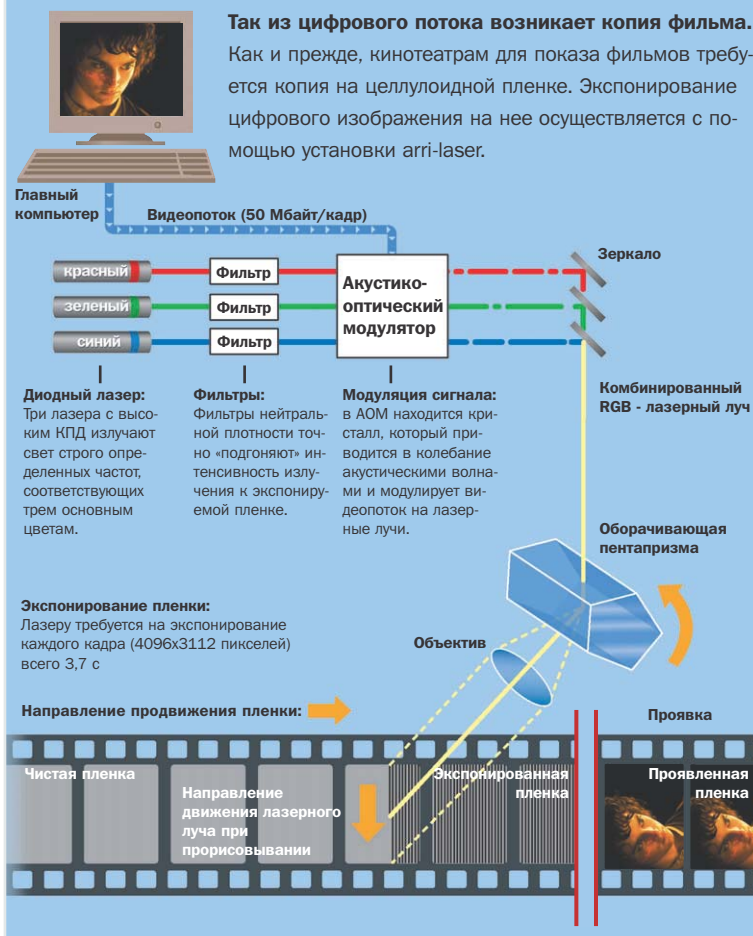 Так из цифрового потока возникает копия фильма.
Как и прежде, кинотеатрам для показа фильмов требу-
ется копия на целлулоидной пленке. Экспонирование
цифрового изображения на нее осуществляется с по-
мощью установки arri-laser.
Главный
компьютер
Видеопоток (50 Мбайт/кадр)
красный
Фильтр
зеленый
Фильтр
синий
Фильтр
Акустико-
оптический
модулятор
Зеркало
Диодный лазер:
Три лазера с высо-
ким КПД излучают
свет строго опре-
деленных частот,
соответствующих
трем основным
цветам.
Фильтры:
Фильтры нейтраль-
ной плотности точ-
но «подгоняют» ин-
тенсивность излу-
чения к экспониру-
емой пленке.
Модуляция сигнала:
в АОМ находится кри-
сталл, который при-
водится в колебание
акустическими волна-
ми и модулирует ви-
деопоток на лазер-
ные лучи.
Комбинированный
RGB - лазерный луч
Оборачивающая
пентапризма
Экспонирование пленки:
Лазеру требуется на экспонирование
каждого кадра (4096x3112 пикселей)
всего 3,7 с
Объектив
Направление продвижения пленки:
Проявка
Чистая пленка
Направление
движения лазерного
луча при
прорисовывании
Экспонированная
пленка
Проявленная
пленка